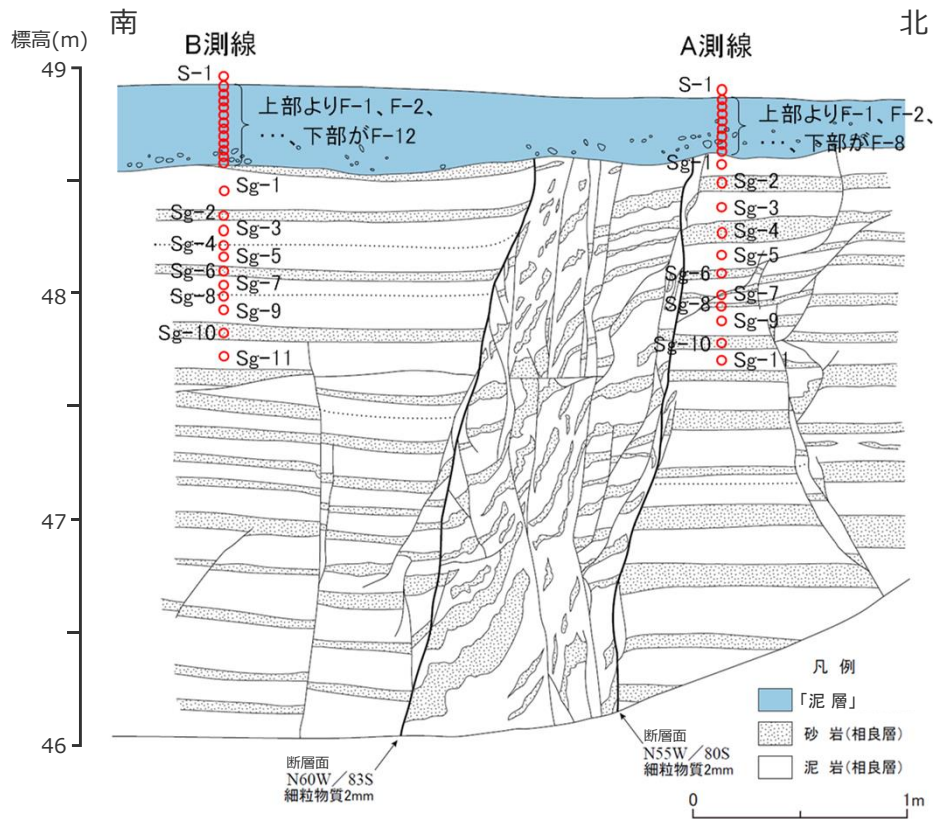 南
北
標高(m)
B測線
A測線
49
48
47
46
S-1
上部よりF-1、F-2、
…、下部がF-12
Sg-1
Sg-2
Sg-3
Sg-4
Sg-5
Sg-6
Sg-7
Sg-8
Sg-9
Sg-10
Sg-11
S-1
上部よりF-1、F-2、
…、下部がF-8
Sg-1
Sg-2
Sg-3
Sg-4
Sg-5
Sg-6
Sg-7
Sg-8
Sg-9
Sg-10
Sg-11
断層面
N60W/83S
細粒物質2mm
断層面
N55W/80S
細粒物質2mm
凡 例
「泥 層」
砂 岩(相良層)
泥 岩(相良層)
0
1m